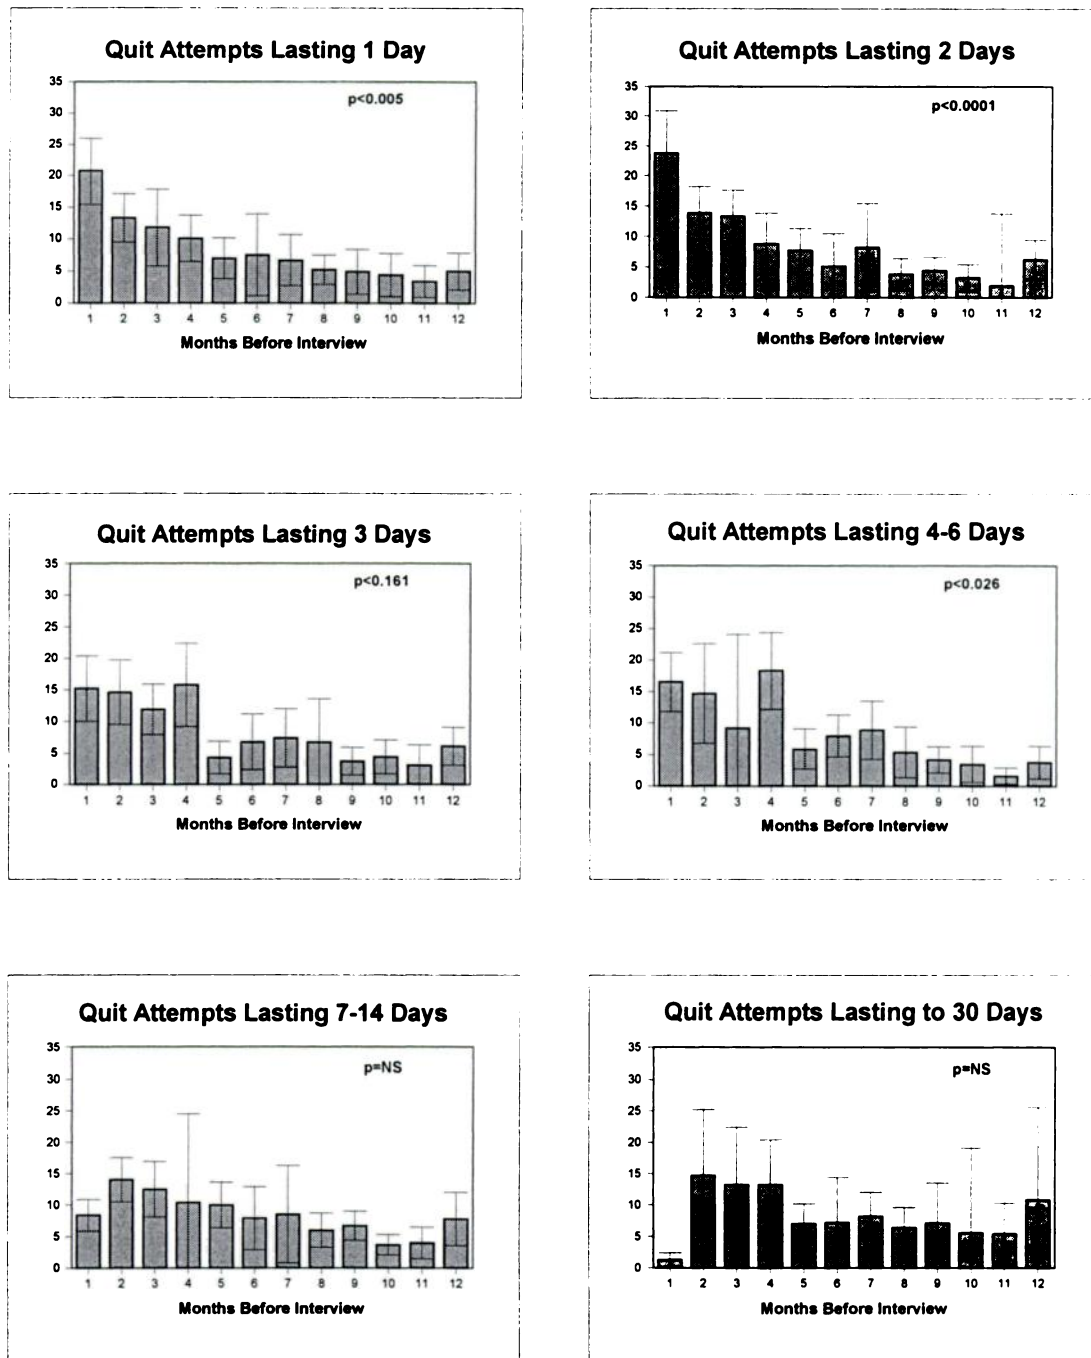 Quit Attempts Lasting 1 Day
p<0.005
35
30
25
20
15
10
5
0
1 2 3 4 5 6 7 8 9 10 11 12
Months Before Interview
Quit Attempts Lasting 2 Days
p<0.0001
35
30
25
20
15
10
5
0
1 2 3 4 5 6 7 8 9 10 11 12
Months Before Interview
Quit Attempts Lasting 3 Days
p<0.161
35
30
25
20
15
10
5
0
1 2 3 4 5 6 7 8 9 10 11 12
Months Before Interview
Quit Attempts Lasting 4-6 Days
p<0.026
35
30
25
20
15
10
5
0
1 2 3 4 5 6 7 8 9 10 11 12
Months Before Interview
Quit Attempts Lasting 7-14 Days
p=NS
35
30
25
20
15
10
5
0
1 2 3 4 5 6 7 8 9 10 11 12
Months Before Interview
Quit Attempts Lasting to 30 Days
p=NS
35
30
25
20
15
10
5
0
1 2 3 4 5 6 7 8 9 10 11 12
Months Before Interview